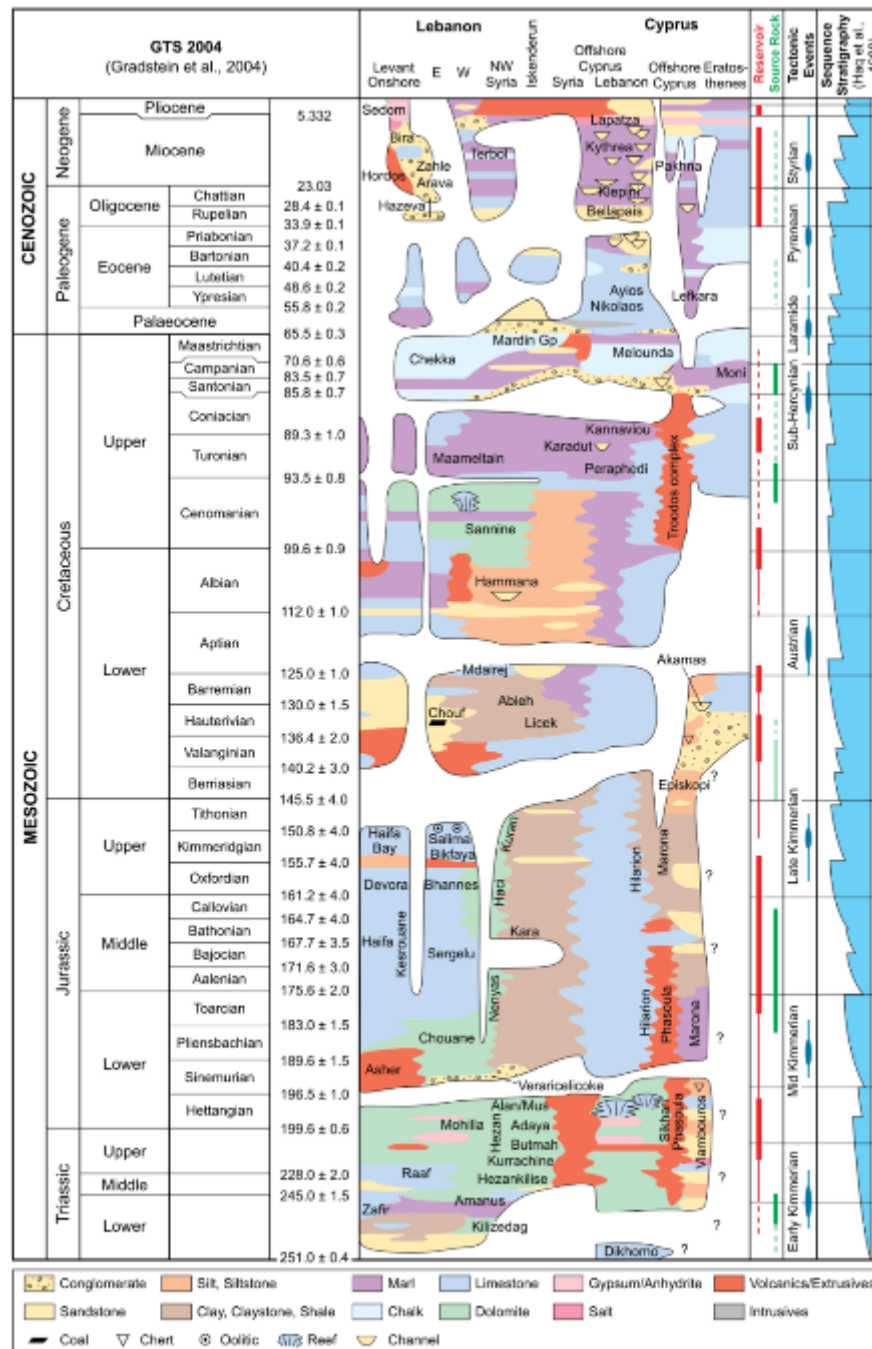 GTS 2004
(Gradstein et al., 2004)
Lebanon
Cyprus
Levant Onshore
E
W
NW Syria
Iskenderun
Syria
Offshore Cyprus
Lebanon
Offshore Cyprus
Eratos-
thenes
Reservoir
Source Rock
Tectonic Events
Sequence Stratigraphy
(Haq et al.,
CENOZOIC
Neogene
Pliocene
5.332
Miocene
23.03
Paleogene
Oligocene
Chattian
28.4 ± 0.1
Rupelian
33.9 ± 0.1
Eocene
Priabonian
37.2 ± 0.1
Bartonian
40.4 ± 0.2
Lutetian
48.6 ± 0.2
Ypresian
55.8 ± 0.2
Palaeocene
65.5 ± 0.3
MESOZOIC
Cretaceous
Upper
Maastrichtian
70.6 ± 0.6
Campanian
83.5 ± 0.7
Santonian
85.8 ± 0.7
Coniacian
89.3 ± 1.0
Turonian
93.5 ± 0.8
Cenomanian
99.6 ± 0.9
Lower
Albian
112.0 ± 1.0
Aptian
125.0 ± 1.0
Barremian
130.0 ± 1.5
Hauterivian
136.4 ± 2.0
Valanginian
140.2 ± 3.0
Berriasian
145.5 ± 4.0
Jurassic
Upper
Tithonian
150.8 ± 4.0
Kimmeridgian
155.7 ± 4.0
Oxfordian
161.2 ± 4.0
Middle
Callovian
164.7 ± 4.0
Bathonian
167.7 ± 3.5
Bajocian
171.6 ± 3.0
Aalenian
175.6 ± 2.0
Lower
Toarcian
183.0 ± 1.5
Pliensbachian
189.6 ± 1.5
Sinemurian
196.5 ± 1.0
Hettangian
199.6 ± 0.6
Triassic
Upper
228.0 ± 2.0
Middle
245.0 ± 1.5
Lower
251.0 ± 0.4
Sedom
Bira
Hordos
Zahle
Arava
Hazeva
Terbol
Lapatza
Kythrea
Klepini
Bellapais
Pakhna
Ayios
Nikolaos
Lefkara
Mardin Gp
Chekka
Melounda
Moni
Kannaviou
Karadut
Maameltain
Peraphedi
Troodos complex
Sannine
Hammana
Akamas
Mdairej
Abieh
Chouf
Licek
Episkopi
?
Haifa
Bay
Salima
Bikfaya
Devora
Bhannes
Haifa
Kesrouane
Sergelu
Haci
Kara
Hilarion
Marona
?
?
Nenyas
Chouane
Asher
Hilarion
Phasoula
Marona
?
Veraricelicoke
Alan/Mus
Mohilla
Hezan
Adaya
Butmah
Kurrachine
Raaf
Hezankilise
Sikhari
Phasoula
Vlambouros
?
?
Zafir
Amanus
Kilizedag
?
Dikhomo
?
Styrian
Pyrenean
Laramide
Sub-Hercynian
Austrian
Late Kimmerian
Mid Kimmerian
Early Kimmerian
Conglomerate
Silt, Siltstone
Marl
Limestone
Gypsum/Anhydrite
Volcanics/Extrusives
Sandstone
Clay, Claystone, Shale
Chalk
Dolomite
Salt
Intrusives
Coal
Chert
Oolitic
Reef
Channel